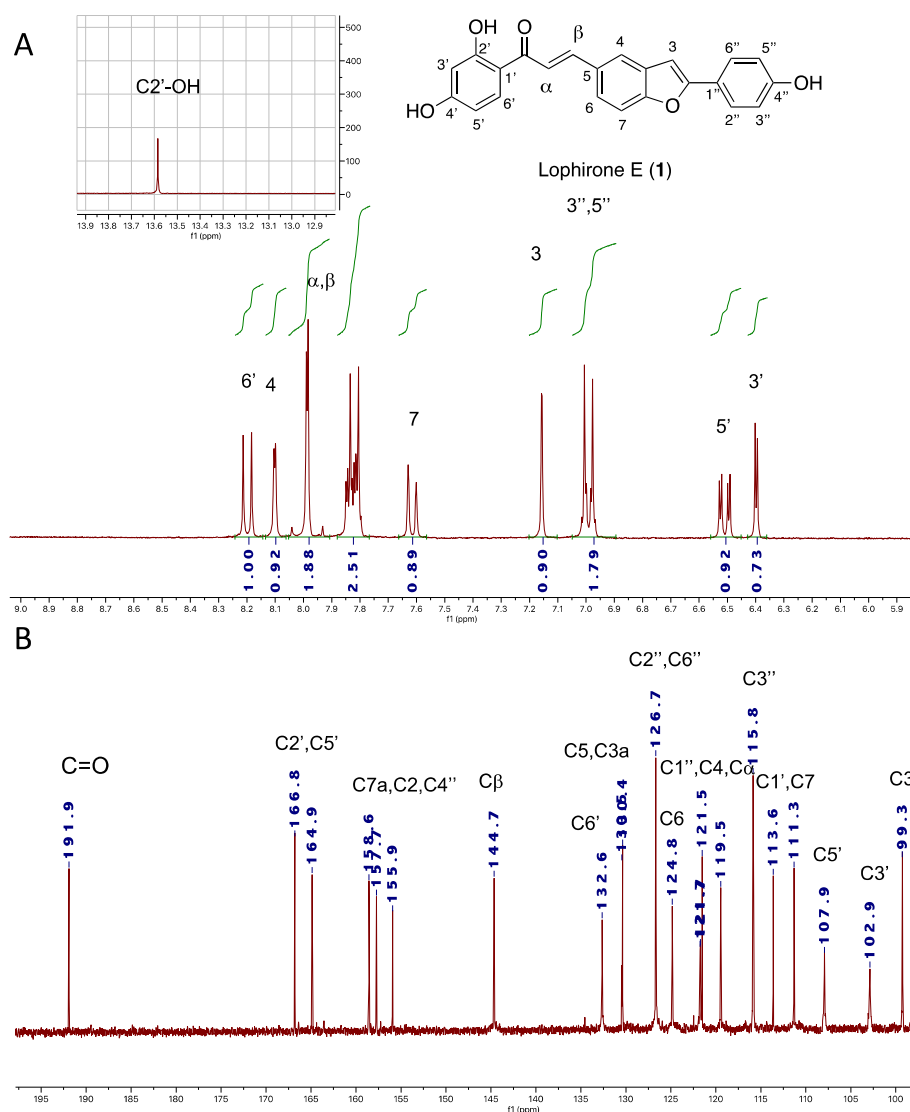 A
C2'-OH
500
400
300
200
100
0
13.9 13.8 13.7 13.6 13.5 13.4 13.3 13.2 13.1 13.0 12.9
f1 (ppm)
OH O β 4 3 6'' 5''
3' 2' 1' α 5 1'' 4'' OH
HO 4' 5' 6' 6 7 O 2'' 3''
Lophirone E (1)
3'',5''
3
α,β
6' 4 7 5' 3'
1.00 0.92 1.88 2.51 0.89 0.90 1.79 0.92 0.73
9.0 8.9 8.8 8.7 8.6 8.5 8.4 8.3 8.2 8.1 8.0 7.9 7.8 7.7 7.6 7.5 7.4 7.3 7.2 7.1 7.0 6.9 6.8 6.7 6.6 6.5 6.4 6.3 6.2 6.1 6.0 5.9
f1 (ppm)
B
C2'',C6''
C3''
C2',C5' C5,C3a C1'',C4,Cα
C=O C7a,C2,C4'' Cβ C1',C7 C3
C6' C6 C5' C3'
191.9 166.8 164.9 158.6 157.7 155.9 144.7 132.6 126.7 124.8 121.5 119.5 115.8 113.6 111.3 107.9 102.9 99.3
195 190 185 180 175 170 165 160 155 150 145 140 135 130 125 120 115 110 105 100
f1 (ppm)